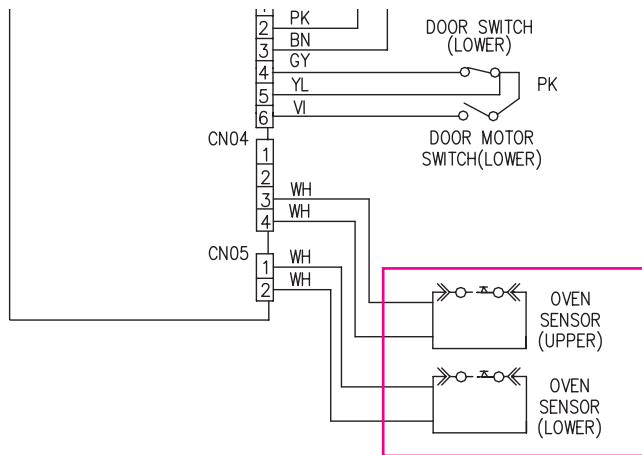 2 PK
3 BN
4 GY
5 YL
6 VI
DOOR SWITCH
(LOWER)
PK
DOOR MOTOR
SWITCH(LOWER)
CN04
1
2
3 WH
4 WH
CN05
1 WH
2 WH
OVEN
SENSOR
(UPPER)
OVEN
SENSOR
(LOWER)